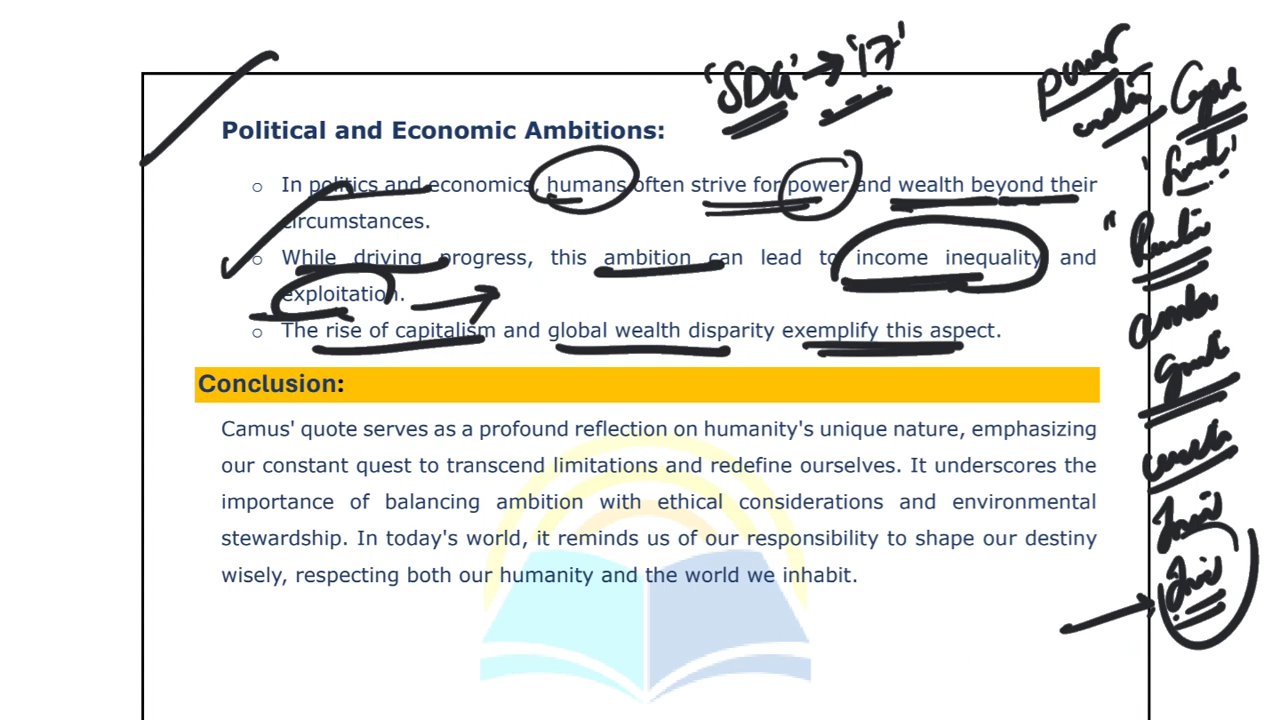 'SDG' → '17'
power
Political and Economic Ambitions:
o In politics and economics, humans often strive for power and wealth beyond their
circumstances.
o While driving progress, this ambition can lead to income inequality and
exploitation.
o The rise of capitalism and global wealth disparity exemplify this aspect.
Conclusion:
Camus' quote serves as a profound reflection on humanity's unique nature, emphasizing
our constant quest to transcend limitations and redefine ourselves. It underscores the
importance of balancing ambition with ethical considerations and environmental
stewardship. In today's world, it reminds us of our responsibility to shape our destiny
wisely, respecting both our humanity and the world we inhabit.